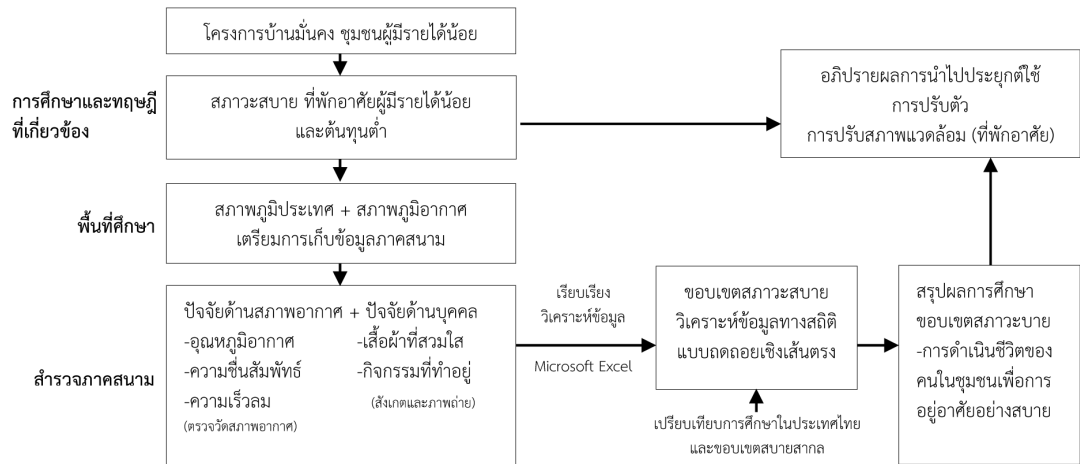 โครงการบ้านมั่นคง ชุมชนผู้มีรายได้น้อย
การศึกษาและทฤษฎี
ที่เกี่ยวข้อง
สภาวะสบาย ที่พักอาศัยผู้มีรายได้น้อย
และต้นทุนต่ำ
อภิปรายผลการนำไปประยุกต์ใช้
การปรับตัว
การปรับสภาพแวดล้อม (ที่พักอาศัย)
พื้นที่ศึกษา
สภาพภูมิประเทศ + สภาพภูมิอากาศ
เตรียมการเก็บข้อมูลภาคสนาม
สำรวจภาคสนาม
ปัจจัยด้านสภาพอากาศ + ปัจจัยด้านบุคคล
-อุณหภูมิอากาศ
-ความชื่นสัมพัทธ์
-ความเร็วลม
(ตรวจวัดสภาพอากาศ)
-เสื้อผ้าที่สวมใส
-กิจกรรมที่ทำอยู่
(สังเกตและภาพถ่าย)
เรียบเรียง
วิเคราะห์ข้อมูล
Microsoft Excel
ขอบเขตสภาวะสบาย
วิเคราะห์ข้อมูลทางสถิติ
แบบถดถอยเชิงเส้นตรง
เปรียบเทียบการศึกษาในประเทศไทย
และขอบเขตสบายสากล
สรุปผลการศึกษา
ขอบเขตสภาวะบาย
-การดำเนินชีวิตของ
คนในชุมชนเพื่อการ
อยู่อาศัยอย่างสบาย